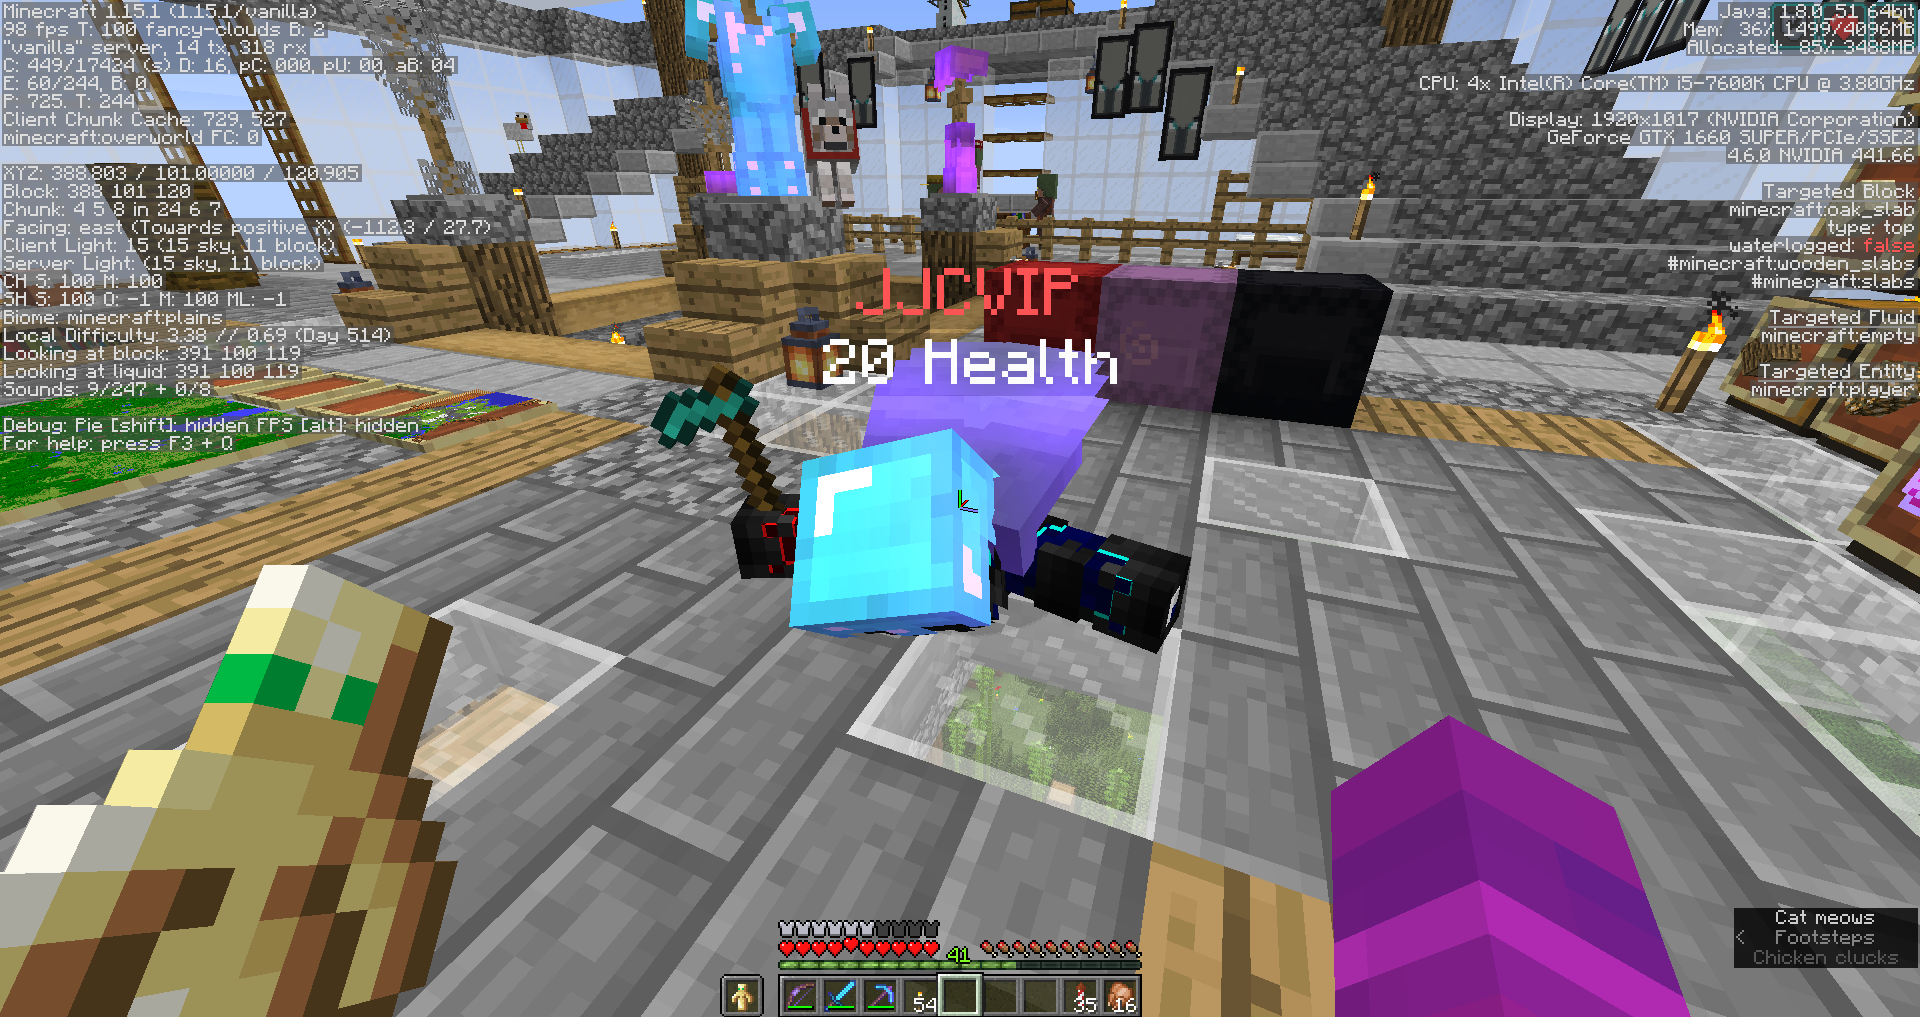 Minecraft 1.15.1 (1.15.1/vanilla)
98 fps T: 100 fancy-clouds B: 2
"vanilla" server, 14 tx, 318 rx
C: 449/17424 (s) D: 16, pC: 000, pU: 00, aB: 04
E: 60/244, B: 0
P: 725. T: 244
Client Chunk Cache: 729, 527
minecraft:overworld FC: 0
XYZ: 388.803 / 101.00000 / 120.905
Block: 388 101 120
Chunk: 4 5 8 in 24 6 7
Facing: east (Towards positive X) (-112.3 / 27.7)
Client Light: 15 (15 sky, 11 block)
Server Light: (15 sky, 11 block)
CH S: 100 M: 100
SH S: 100 O: -1 M: 100 ML: -1
Biome: minecraft:plains
Local Difficulty: 3.38 // 0.69 (Day 514)
Looking at block: 391 100 119
Looking at liquid: 391 100 119
Sounds: 9/247 + 0/8
Debug: Pie [shift]: hidden FPS [alt]: hidden
For help: press F3 + Q
Java: 1.8.0_51 64bit
Mem: 36% 1499/4096MB
Allocated: 85% 3488MB
CPU: 4x Intel(R) Core(TM) i5-7600K CPU @ 3.80GHz
Display: 1920x1017 (NVIDIA Corporation)
GeForce GTX 1660 SUPER/PCIe/SSE2
4.6.0 NVIDIA 441.66
Targeted Block
minecraft:oak_slab
type: top
waterlogged: false
#minecraft:wooden_slabs
#minecraft:slabs
Targeted Fluid
minecraft:empty
Targeted Entity
minecraft:player
JJCVIP
20 Health
Cat meows
< Footsteps
Chicken clucks
41
54
35
16